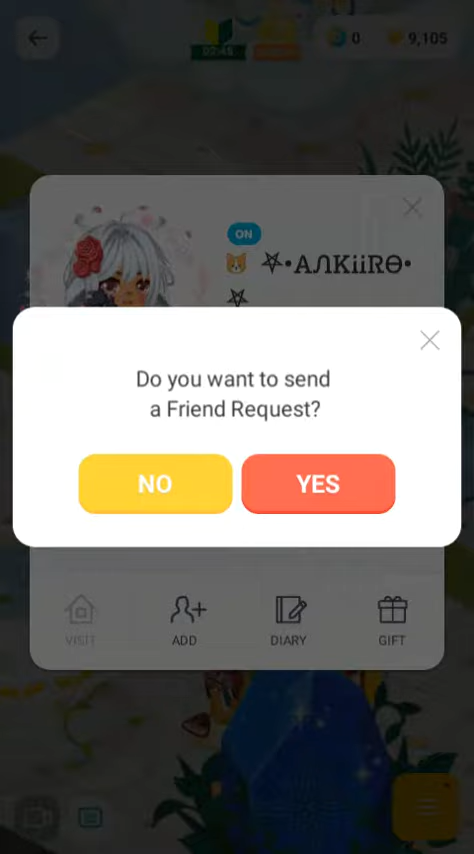 02:45
0
9,105
ON
⛧•ΑЛKiiRѲ•
⛧
Do you want to send
a Friend Request?
NO
YES
VISIT
ADD
DIARY
GIFT